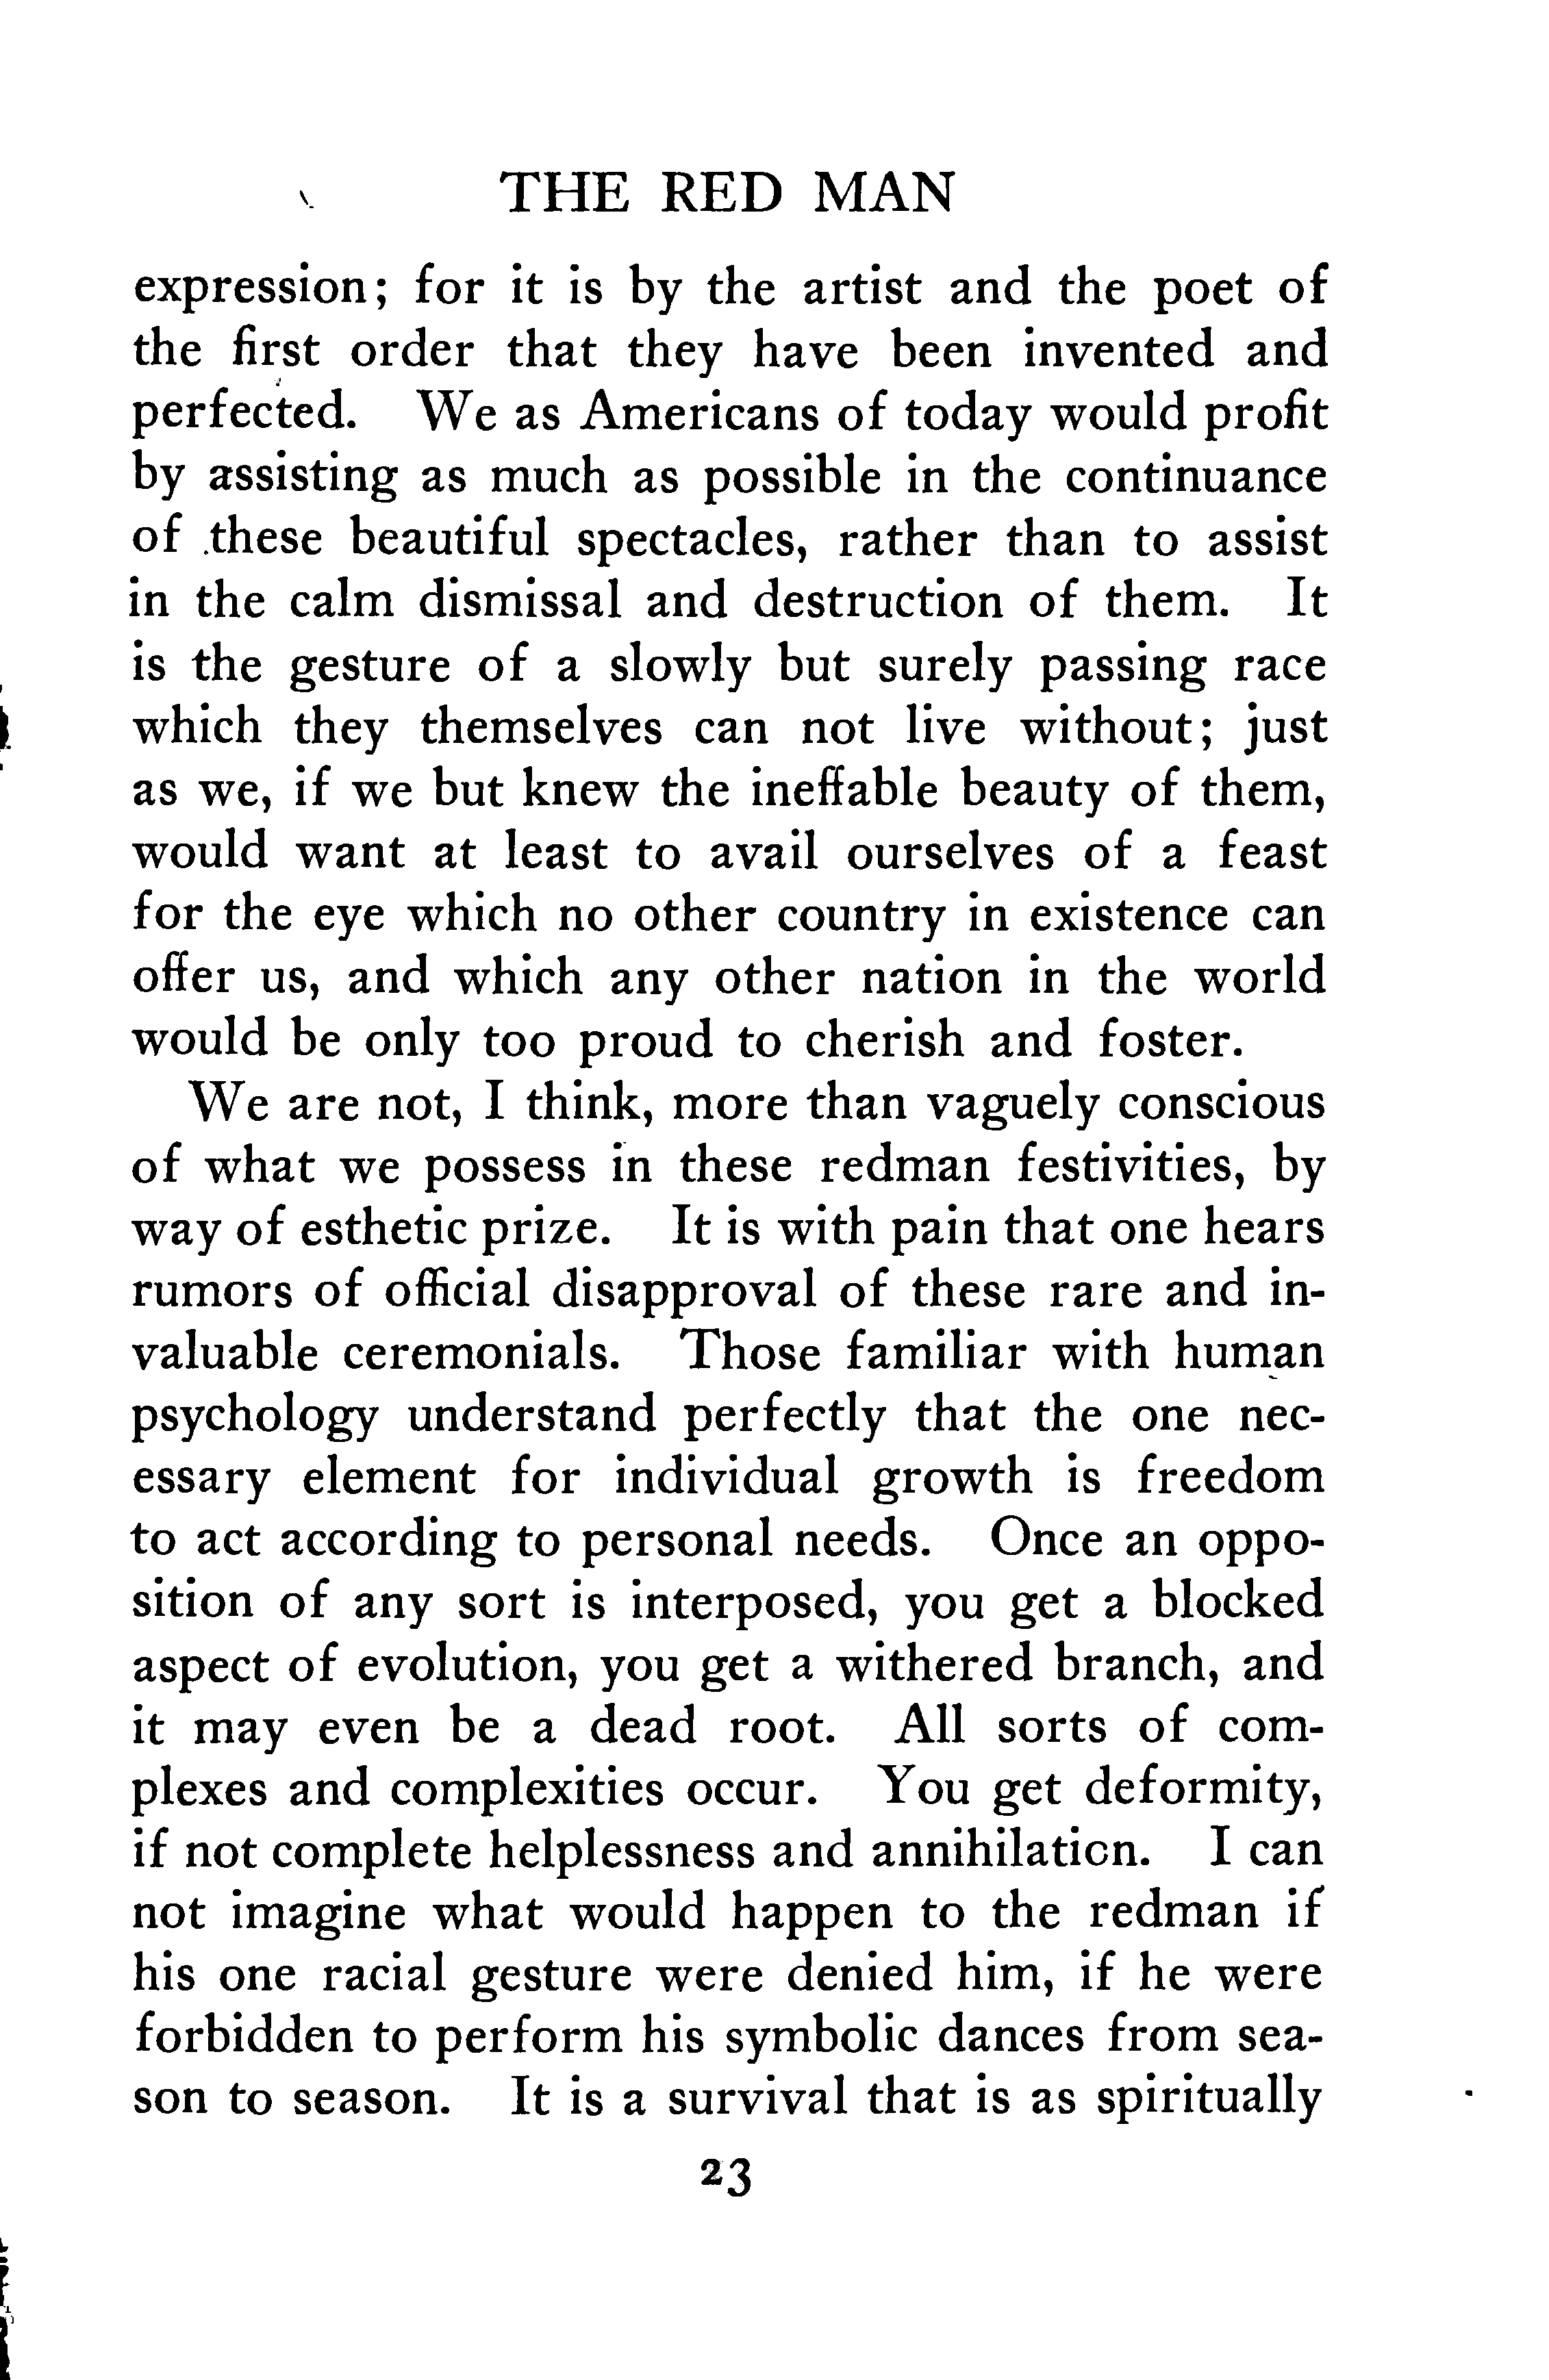 THE RED MAN
expression; for it is by the artist and the poet of
the first order that they have been invented and
perfected. We as Americans of today would profit
by assisting as much as possible in the continuance
of these beautiful spectacles, rather than to assist
in the calm dismissal and destruction of them. It
is the gesture of a slowly but surely passing race
which they themselves can not live without; just
as we, if we but knew the ineffable beauty of them,
would want at least to avail ourselves of a feast
for the eye which no other country in existence can
offer us, and which any other nation in the world
would be only too proud to cherish and foster.
We are not, I think, more than vaguely conscious
of what we possess in these redman festivities, by
way of esthetic prize. It is with pain that one hears
rumors of official disapproval of these rare and in-
valuable ceremonials. Those familiar with human
psychology understand perfectly that the one nec-
essary element for individual growth is freedom
to act according to personal needs. Once an oppo-
sition of any sort is interposed, you get a blocked
aspect of evolution, you get a withered branch, and
it may even be a dead root. All sorts of com-
plexes and complexities occur. You get deformity,
if not complete helplessness and annihilation. I can
not imagine what would happen to the redman if
his one racial gesture were denied him, if he were
forbidden to perform his symbolic dances from sea-
son to season. It is a survival that is as spiritually
23